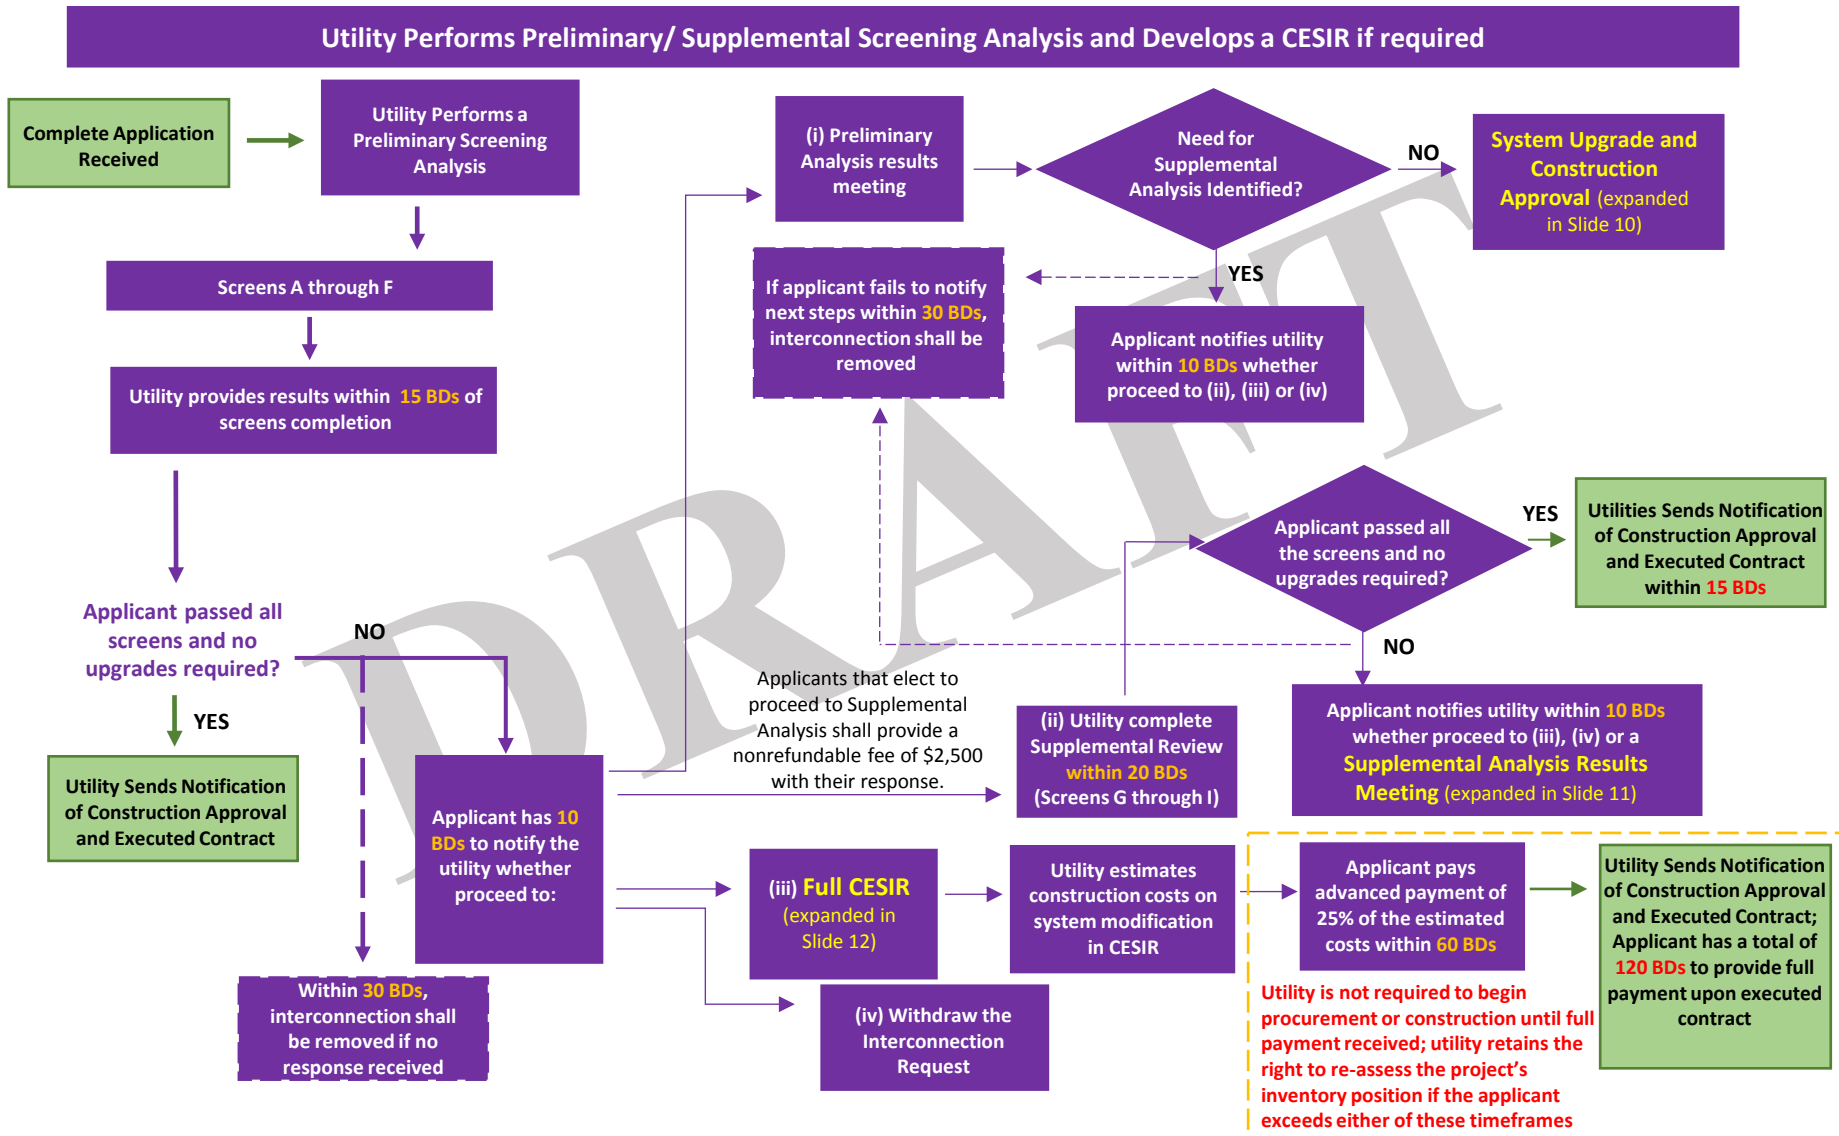 Utility Performs Preliminary/ Supplemental Screening Analysis and Develops a CESIR if required
Complete Application
Received
Utility Performs a
Preliminary Screening
Analysis
Screens A through F
Utility provides results within 15 BDs of
screens completion
Applicant passed all
screens and no
upgrades required?
NO
YES
Utility Sends Notification
of Construction Approval
and Executed Contract
Within 30 BDs,
interconnection shall
be removed if no
response received
Applicant has 10
BDs to notify the
utility whether
proceed to:
(i) Preliminary
Analysis results
meeting
Need for
Supplemental
Analysis Identified?
NO
System Upgrade and
Construction
Approval (expanded
in Slide 10)
YES
If applicant fails to notify
next steps within 30 BDs,
interconnection shall be
removed
Applicant notifies utility
within 10 BDs whether
proceed to (ii), (iii) or (iv)
Applicants that elect to
proceed to Supplemental
Analysis shall provide a
nonrefundable fee of $2,500
with their response.
(ii) Utility complete
Supplemental Review
within 20 BDs
(Screens G through I)
Applicant passed all
the screens and no
upgrades required?
YES
Utilities Sends Notification
of Construction Approval
and Executed Contract
within 15 BDs
NO
Applicant notifies utility within 10 BDs
whether proceed to (iii), (iv) or a
Supplemental Analysis Results
Meeting (expanded in Slide 11)
(iii) Full CESIR
(expanded in
Slide 12)
Utility estimates
construction costs on
system modification
in CESIR
Applicant pays
advanced payment of
25% of the estimated
costs within 60 BDs
Utility Sends Notification
of Construction Approval
and Executed Contract;
Applicant has a total of
120 BDs to provide full
payment upon executed
contract
(iv) Withdraw the
Interconnection
Request
Utility is not required to begin
procurement or construction until full
payment received; utility retains the
right to re-assess the project's
inventory position if the applicant
exceeds either of these timeframes
DRAFT